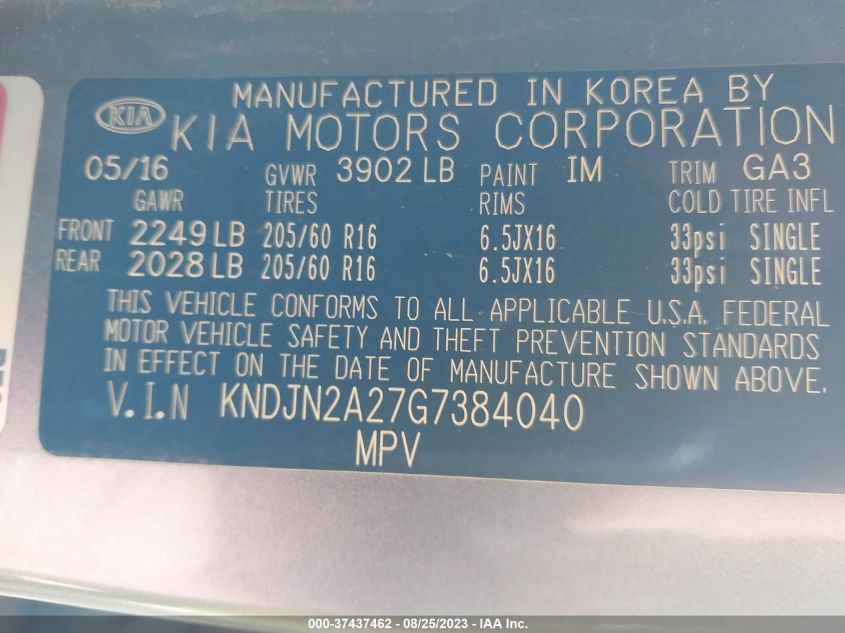 KIA
MANUFACTURED IN KOREA BY
KIA MOTORS CORPORATION
05/16 GVWR 3902 LB PAINT IM TRIM GA3
GAWR TIRES RIMS COLD TIRE INFL
FRONT 2249 LB 205/60 R16 6.5JX16 33psi SINGLE
REAR 2028 LB 205/60 R16 6.5JX16 33psi SINGLE
THIS VEHICLE CONFORMS TO ALL APPLICABLE U.S.A. FEDERAL
MOTOR VEHICLE SAFETY AND THEFT PREVENTION STANDARDS
IN EFFECT ON THE DATE OF MANUFACTURE SHOWN ABOVE.
V.I.N KNDJN2A27G7384040
MPV
000-37437462 - 08/25/2023 - IAA Inc.